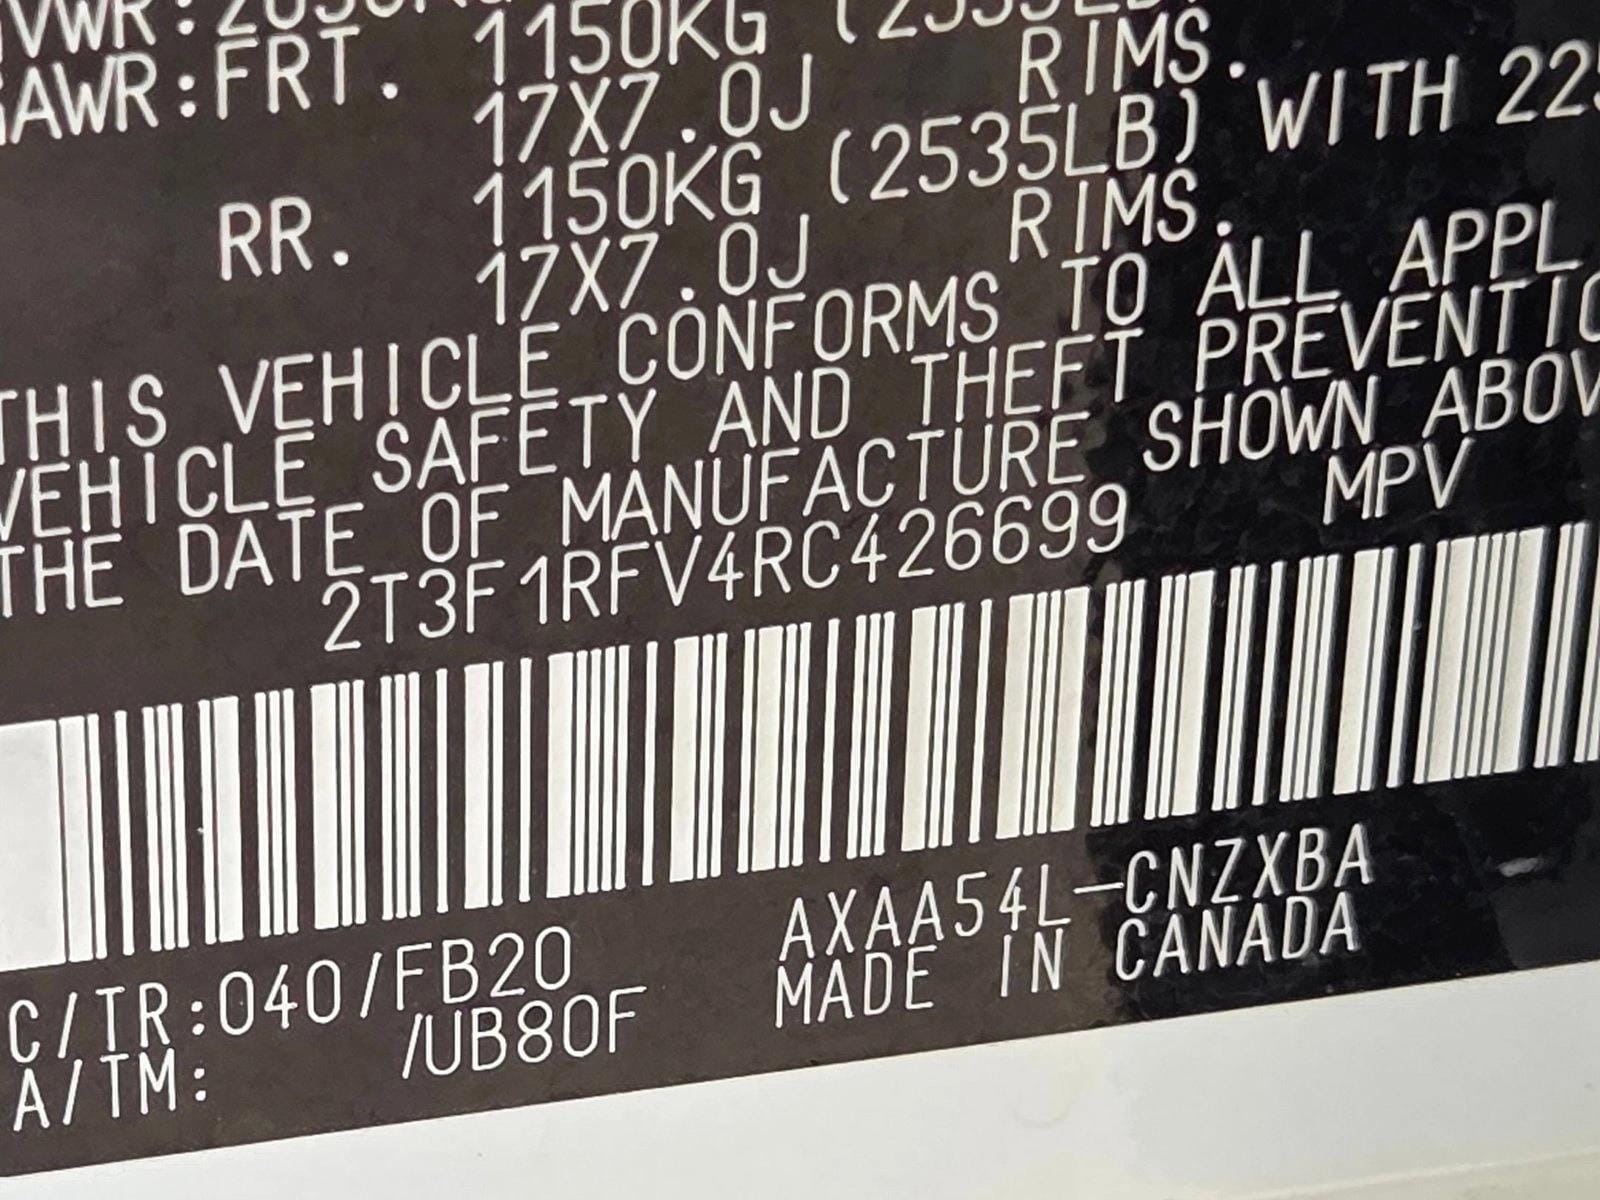 GAWR:FRT. 1150KG (2535LB)
17X7.0J RIMS.
RR. 1150KG (2535LB) WITH 225
17X7.0J RIMS.
THIS VEHICLE CONFORMS TO ALL APPL
VEHICLE SAFETY AND THEFT PREVENTIO
THE DATE OF MANUFACTURE SHOWN ABOV
2T3F1RFV4RC426699 MPV
C/TR:040/FB20 AXAA54L-CNZXBA
A/TM: /UB80F MADE IN CANADA